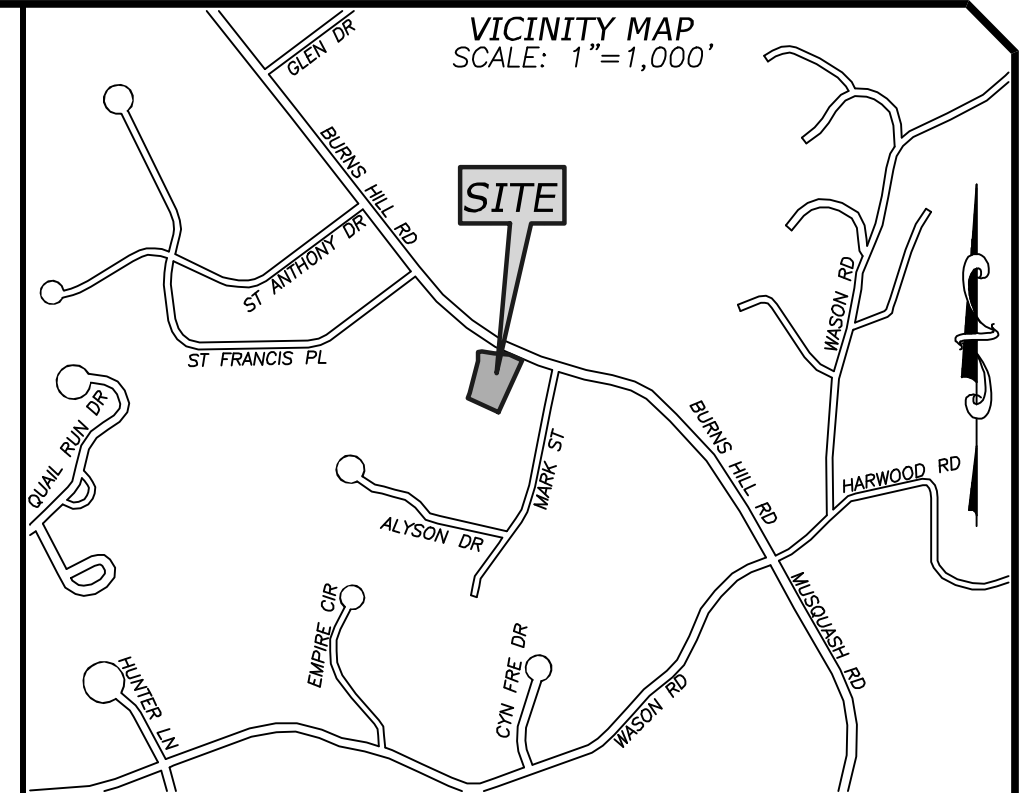 VICINITY MAP
SCALE: 1"=1,000'
GLEN DR
BURNS HILL RD
SITE
ST ANTHONY DR
WASON RD
ST FRANCIS PL
QUAIL RUN DR
BURNS HILL RD
MARK ST
HARWOOD RD
ALYSON DR
MUSQUASH RD
EMPIRE CIR
CYN FRE DR
HUNTER LN
WASON RD